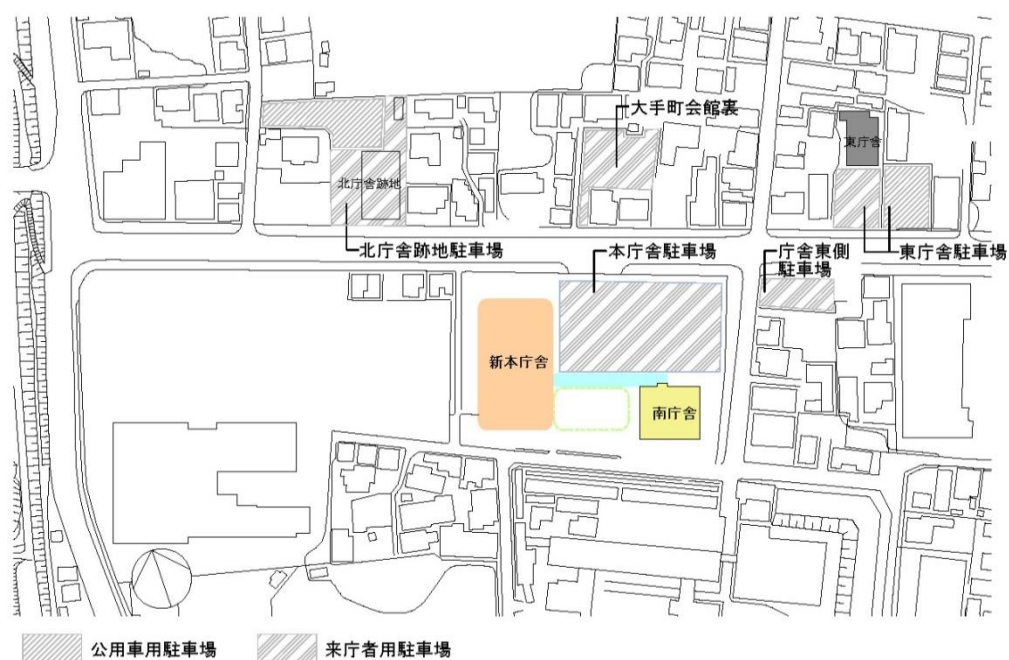 大手町会館裏
東庁舎
北庁舎跡地
北庁舎跡地駐車場
本庁舎駐車場
庁舎東側
駐車場
東庁舎駐車場
新本庁舎
南庁舎
公用車用駐車場
来庁者用駐車場